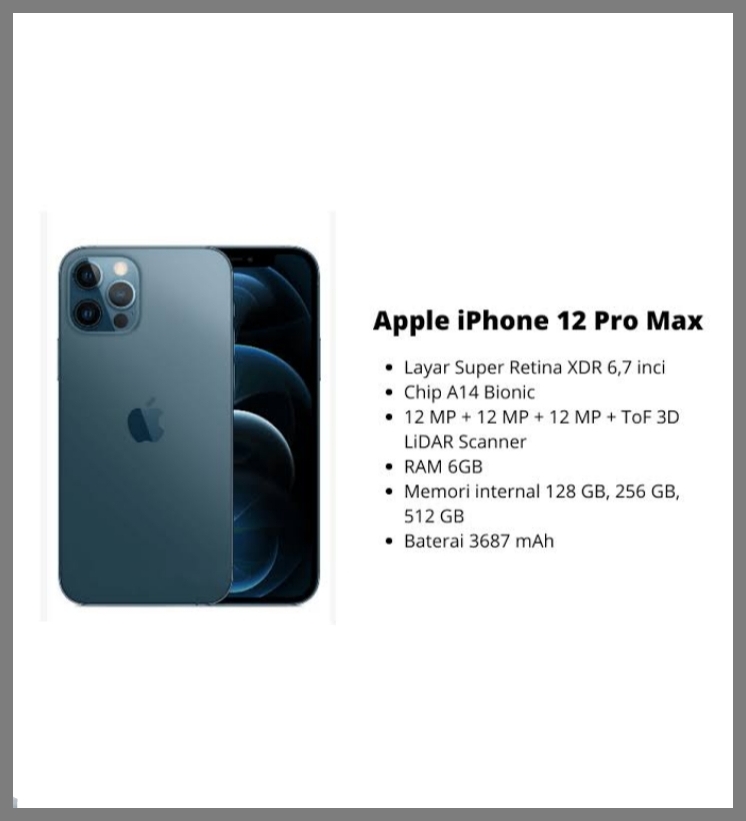 Apple iPhone 12 Pro Max
• Layar Super Retina XDR 6,7 inci
• Chip A14 Bionic
• 12 MP + 12 MP + 12 MP + ToF 3D
LiDAR Scanner
• RAM 6GB
• Memori internal 128 GB, 256 GB,
512 GB
• Baterai 3687 mAh